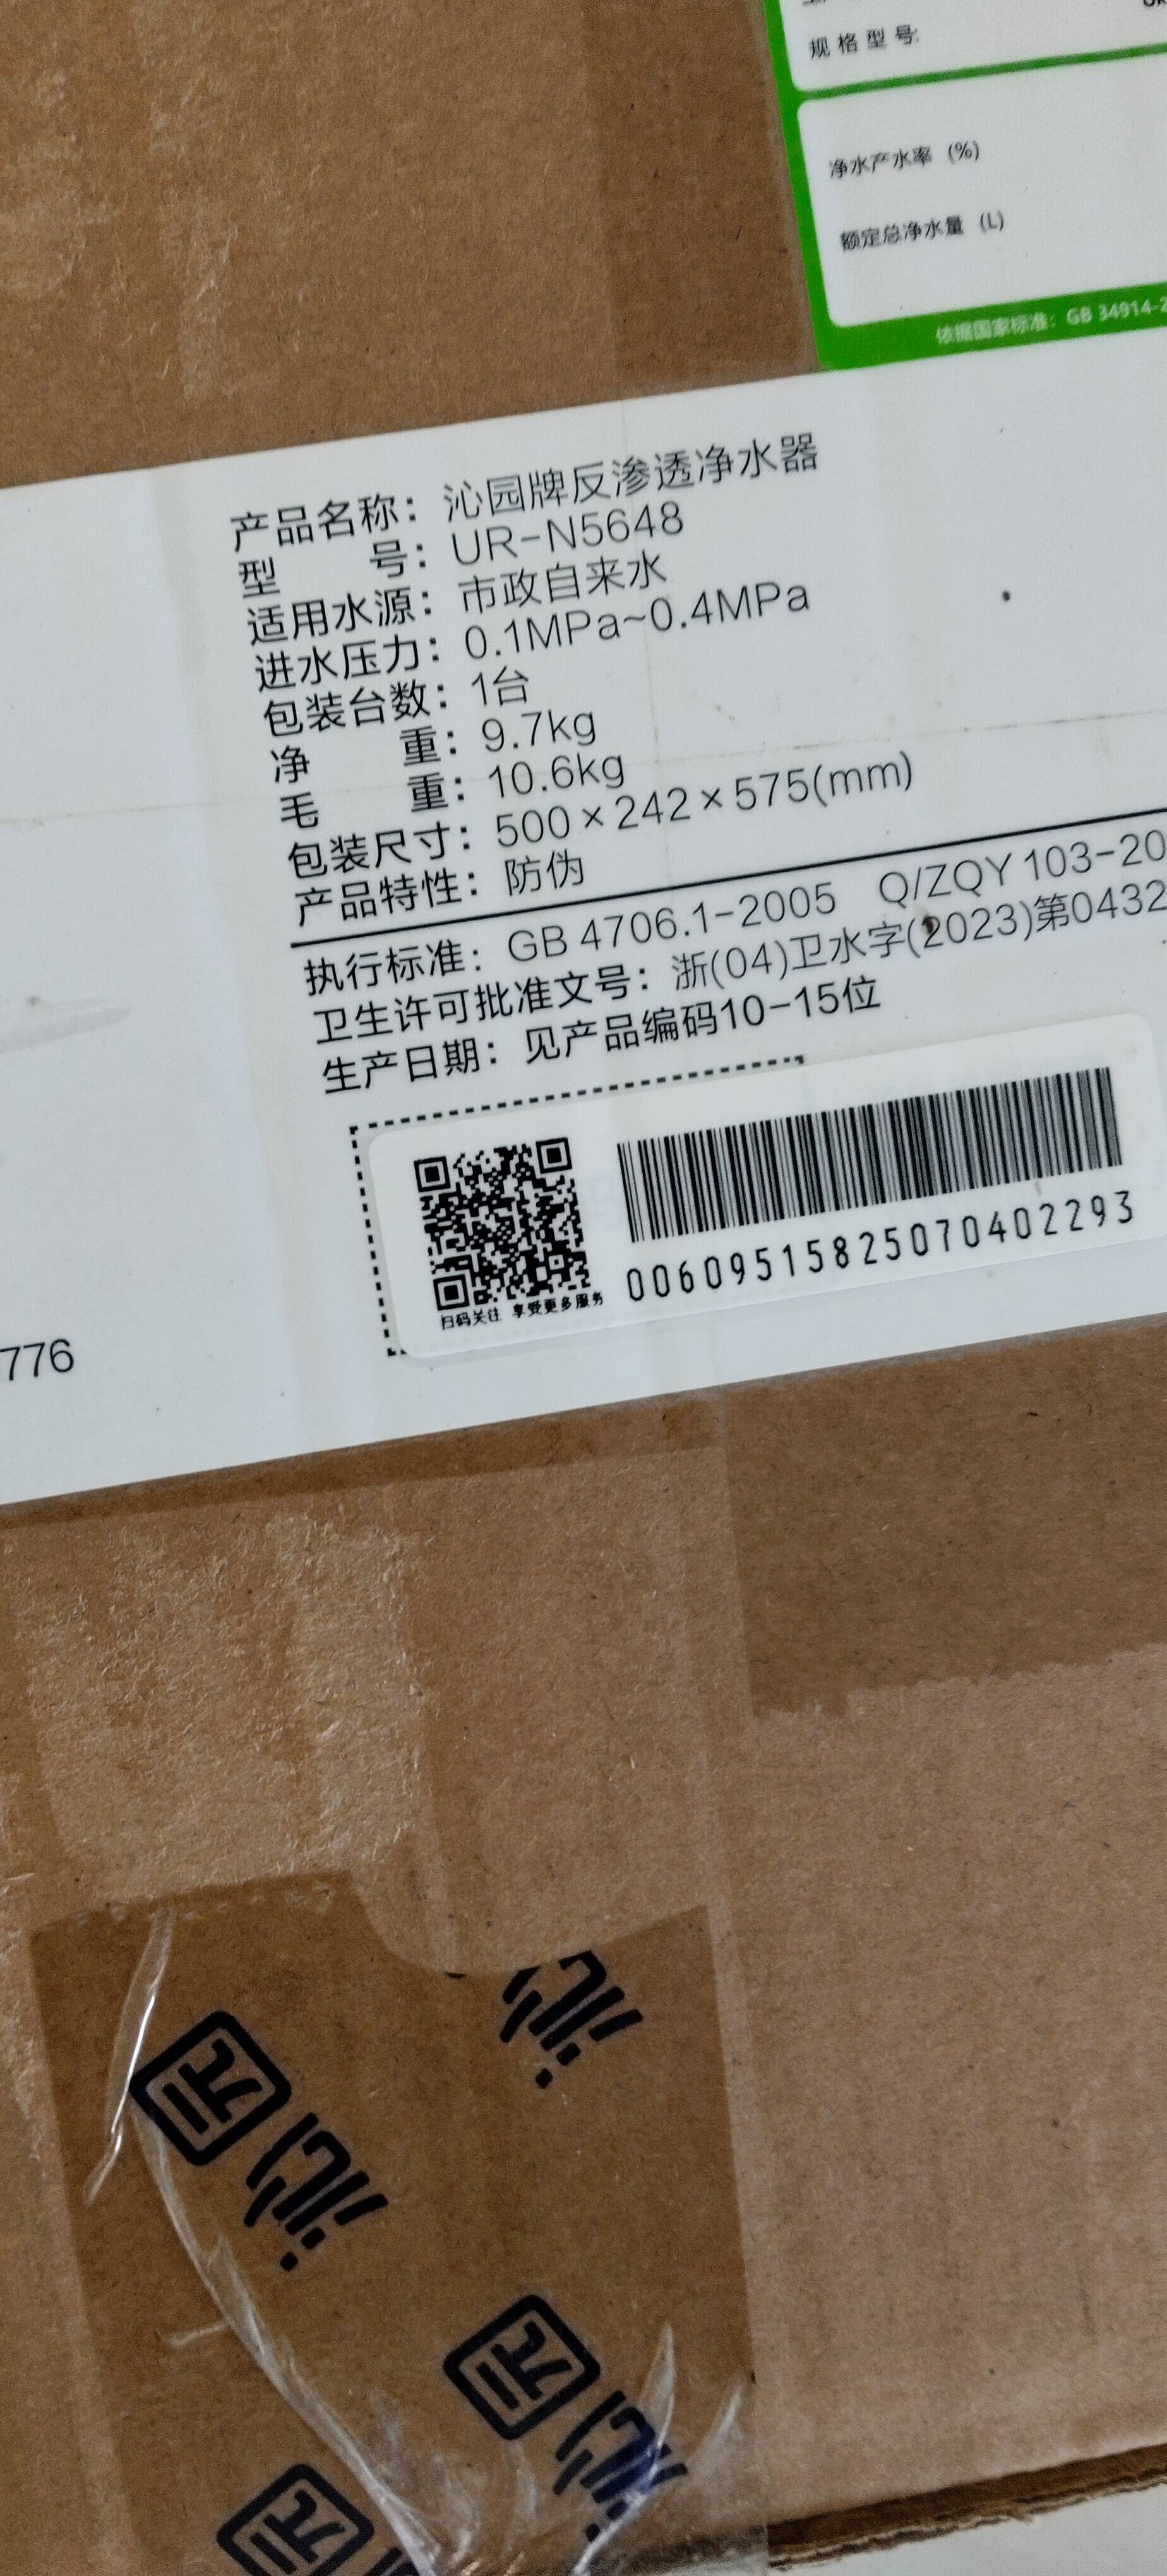 规格型号:
净水产水率 (%)
额定总净水量 (L)
依据国家标准: GB 34914-2
产品名称: 沁园牌反渗透净水器
型 号: UR-N5648
适用水源: 市政自来水
进水压力: 0.1MPa~0.4MPa
包装台数: 1台
净 重: 9.7kg
毛 重: 10.6kg
包装尺寸: 500×242×575(mm)
产品特性: 防伪
执行标准: GB 4706.1-2005 Q/ZQY 103-20
卫生许可批准文号: 浙(04)卫水字(2023)第0432
生产日期: 见产品编码10-15位
扫码关注 享受更多服务
00609515825070402293
776
沁
沁园
沁园
园